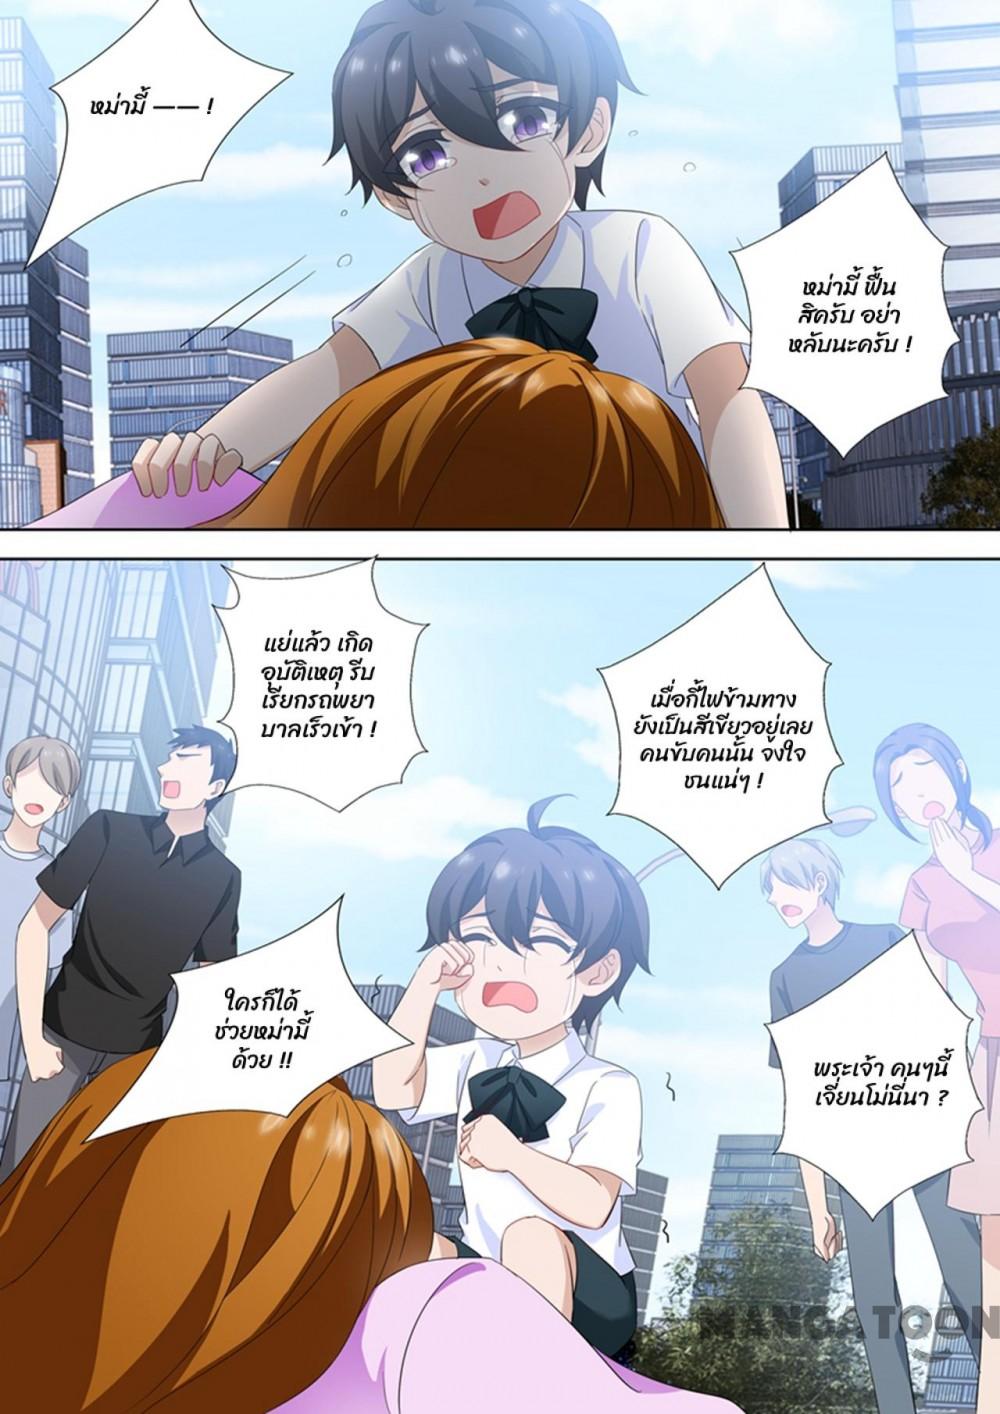 หม่ามี้ —— !
หม่ามี้ ฟื้น
สิครับ อย่า
หลับนะครับ !
แย่แล้ว เกิด
อุบัติเหตุ รีบ
เรียกรถพยา
บาลเร็วเข้า !
เมื่อกี้ไฟข้ามทาง
ยังเป็นสีเขียวอยู่เลย
คนขับคนนั้น จงใจ
ชนแน่ๆ !
ใครก็ได้
ช่วยหม่ามี้
ด้วย !!
พระเจ้า คนๆนี้
เจี่ยนโม่นี่นา ?
MANGATOON